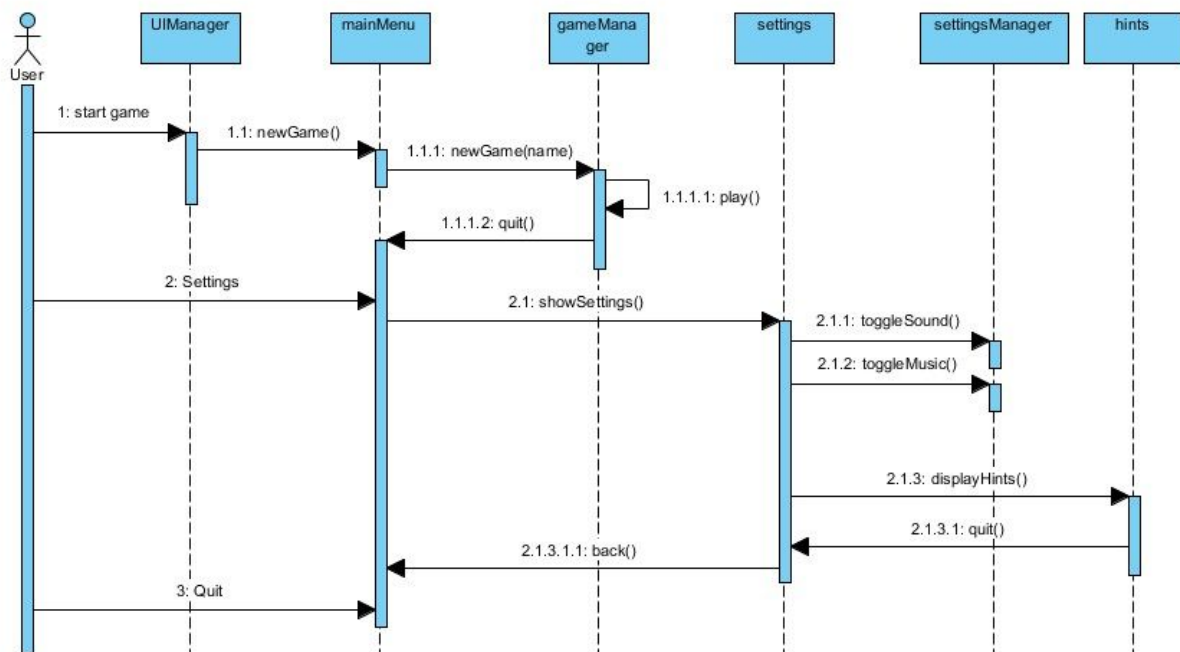 UIManager
mainMenu
gameMana
ger
settings
settingsManager
hints
User
1: start game
1.1: newGame()
1.1.1: newGame(name)
1.1.1.1: play()
1.1.1.2: quit()
2: Settings
2.1: showSettings()
2.1.1: toggleSound()
2.1.2: toggleMusic()
2.1.3: displayHints()
2.1.3.1: quit()
2.1.3.1.1: back()
3: Quit